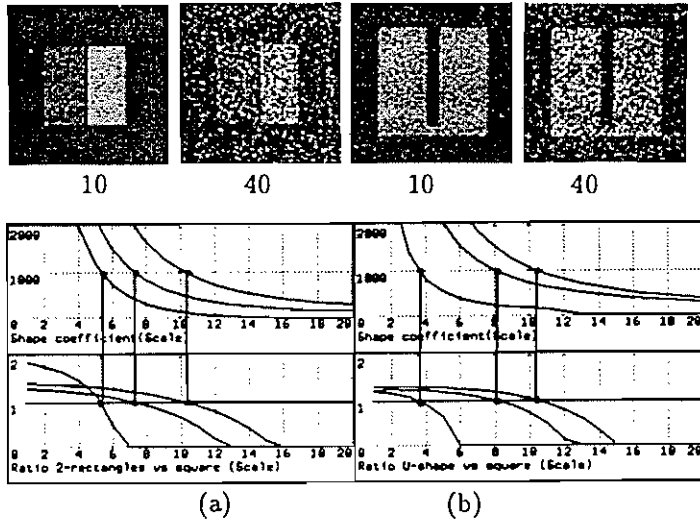 10 40 10 40
2000 2000
1000 1000
0 2 4 6 8 10 12 14 16 18 20 0 2 4 6 8 10 12 14 16 18 20
Shape coefficient(Scale) Shape coefficient(Scale)
2 2
1 1
0 2 4 6 8 10 12 14 16 18 20 0 2 4 6 8 10 12 14 16 18 20
Ratio 2-rectangles vs square (Scale) Ratio U-shape vs square (Scale)
(a) (b)